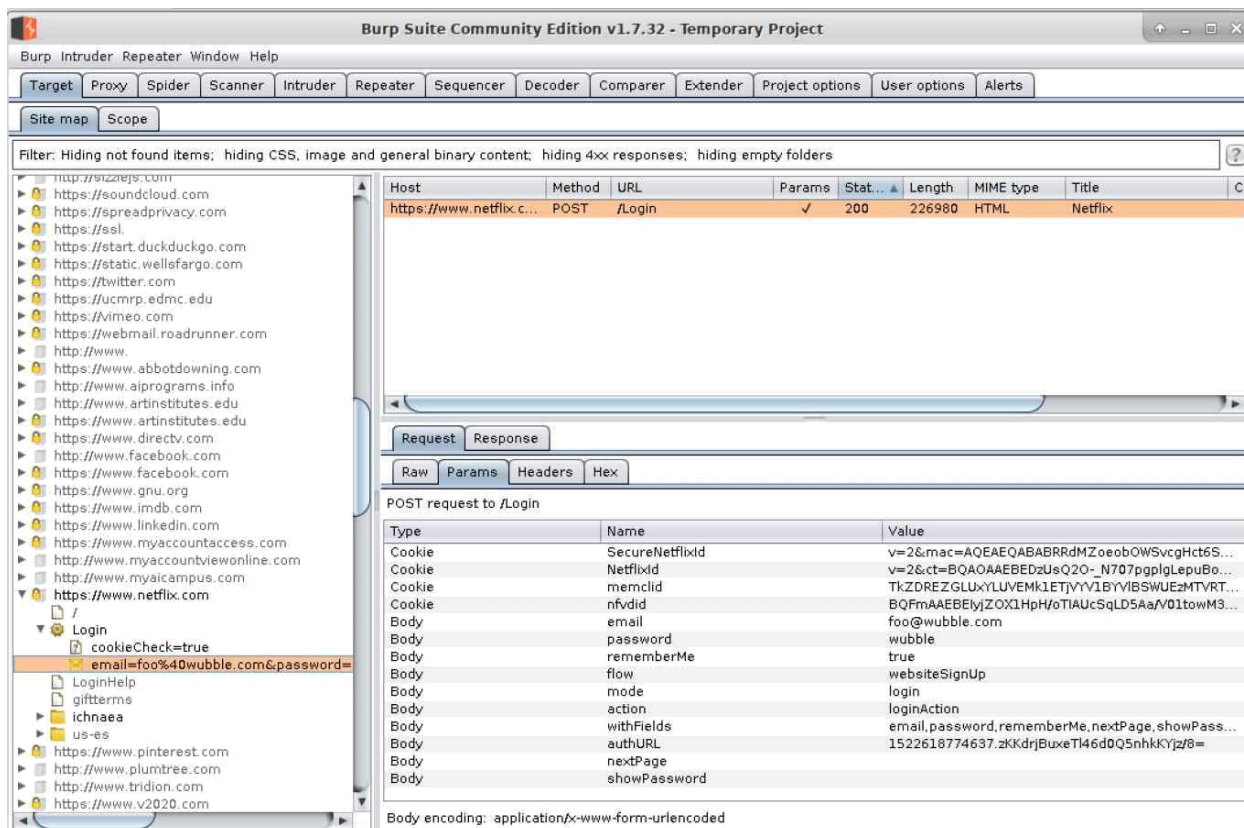 Burp Suite Community Edition v1.7.32 - Temporary Project
Burp Intruder Repeater Window Help
Target Proxy Spider Scanner Intruder Repeater Sequencer Decoder Comparer Extender Project options User options Alerts
Site map Scope
Filter: Hiding not found items; hiding CSS, image and general binary content; hiding 4xx responses; hiding empty folders ?
http://sizzlejs.com
https://soundcloud.com
https://spreadprivacy.com
https://ssl.
https://start.duckduckgo.com
https://static.wellsfargo.com
https://twitter.com
https://ucmrp.edmc.edu
https://vimeo.com
https://webmail.roadrunner.com
http://www.
https://www.abbotdowning.com
http://www.aiprograms.info
http://www.artinstitutes.edu
https://www.artinstitutes.edu
https://www.directv.com
http://www.facebook.com
https://www.facebook.com
https://www.gnu.org
https://www.imdb.com
https://www.linkedin.com
https://www.myaccountaccess.com
http://www.myaccountviewonline.com
http://www.myaicampus.com
https://www.netflix.com
/
Login
cookieCheck=true
email=foo%40wubble.com&password=
LoginHelp
giftterms
ichnaea
us-es
https://www.pinterest.com
http://www.plumtree.com
http://www.tridion.com
https://www.v2020.com
Host Method URL Params Stat... Length MIME type Title C
https://www.netflix.c... POST /Login ✓ 200 226980 HTML Netflix
Request Response
Raw Params Headers Hex
POST request to /Login
Type Name Value
Cookie SecureNetflixId v=2&mac=AQEAEQABABRRdMZoeobOWSvcgHct6S...
Cookie NetflixId v=2&ct=BQAOAAEBEDzUsQ2O-_N707pgplgLepuBo...
Cookie memclid TkZDREZGLUxYLUVEMk1ETjVYV1BYVlBSWUEzMTVRT...
Cookie nfvdid BQFmAAEBEIyjZOX1HpH/oTlAUcSqLD5Aa/V01towM3...
Body email foo@wubble.com
Body password wubble
Body rememberMe true
Body flow websiteSignUp
Body mode login
Body action loginAction
Body withFields email,password,rememberMe,nextPage,showPass...
Body authURL 1522618774637.zKKdrjBuxeTl46d0Q5nhkKYjz/8=
Body nextPage
Body showPassword
Body encoding: application/x-www-form-urlencoded